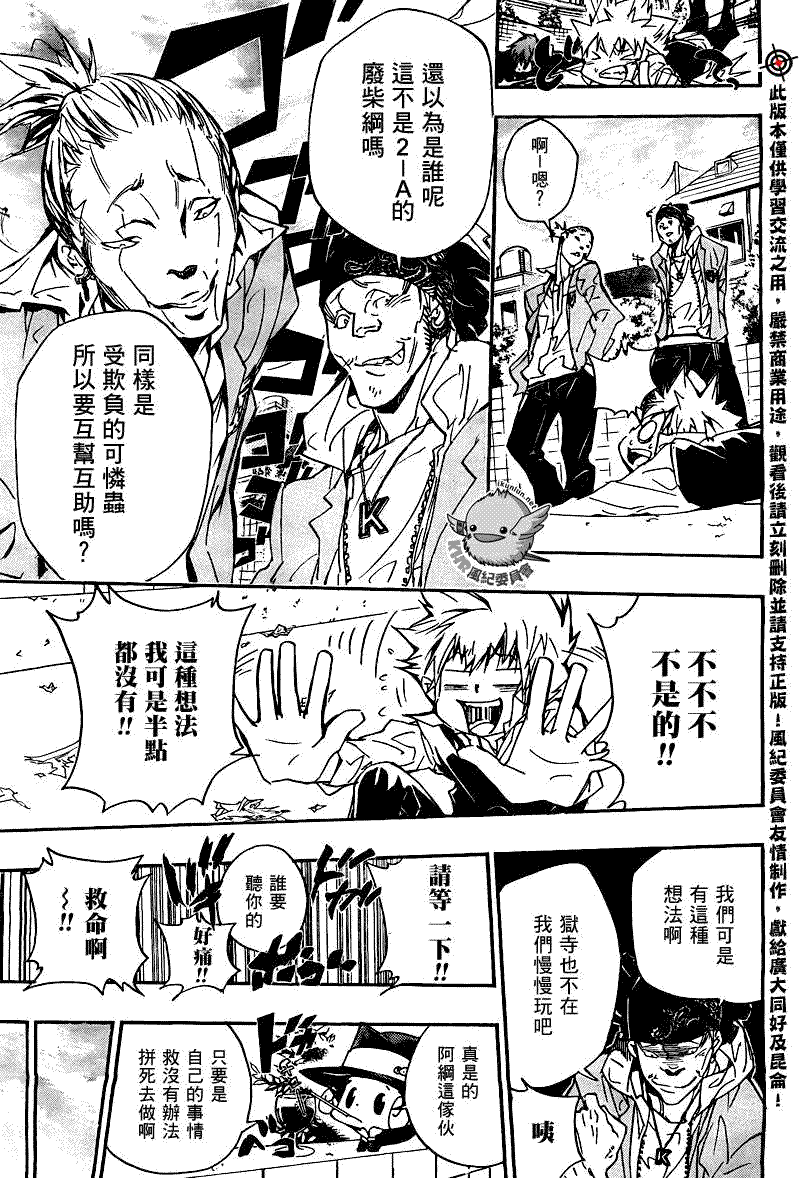 啊ー嗯?
還以為是誰呢
這不是2-A的
廢柴綱嗎
同樣是
受欺負的可憐蟲
所以要互幫互助嗎?
K
ikunlun.net
KHR風紀委員會
不不不
不是的!!
這種想法
我可是半點
都沒有!!
我們可是
有這種
想法啊
獄寺也不在
我們慢慢玩吧
咦
K
請等一下!!
誰要
聽你的
好痛!!
救命啊
~!!
真是的
阿綱這傢伙
只要是
自己的事情
救沒有辦法
拼死去做啊
此版本僅供學習交流之用,嚴禁商業用途,觀看後請立刻刪除並請支持正版!風紀委員會友情制作,獻給廣大同好及昆侖!